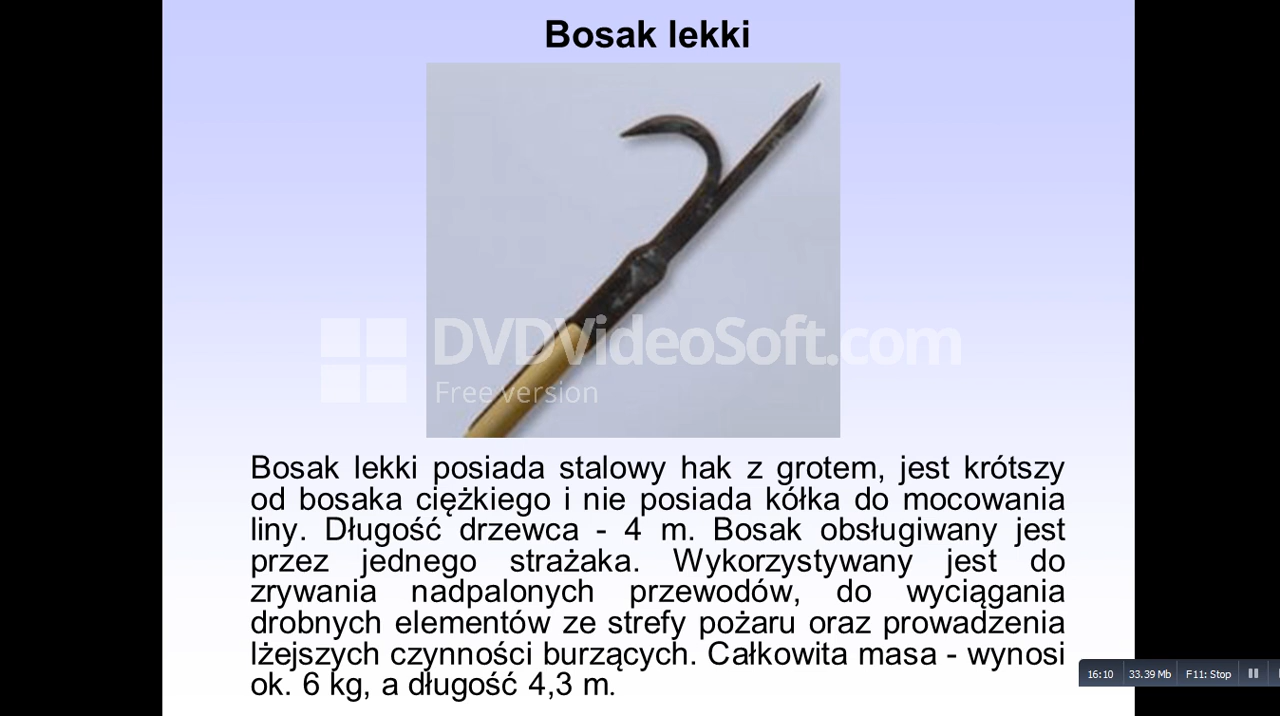 Bosak lekki
DVDVideoSoft.com
Free version
Bosak lekki posiada stalowy hak z grotem, jest krótszy
od bosaka ciężkiego i nie posiada kółka do mocowania
liny. Długość drzewca - 4 m. Bosak obsługiwany jest
przez jednego strażaka. Wykorzystywany jest do
zrywania nadpalonych przewodów, do wyciągania
drobnych elementów ze strefy pożaru oraz prowadzenia
lżejszych czynności burzących. Całkowita masa - wynosi
ok. 6 kg, a długość 4,3 m.
16:10 33.39 Mb F11: Stop